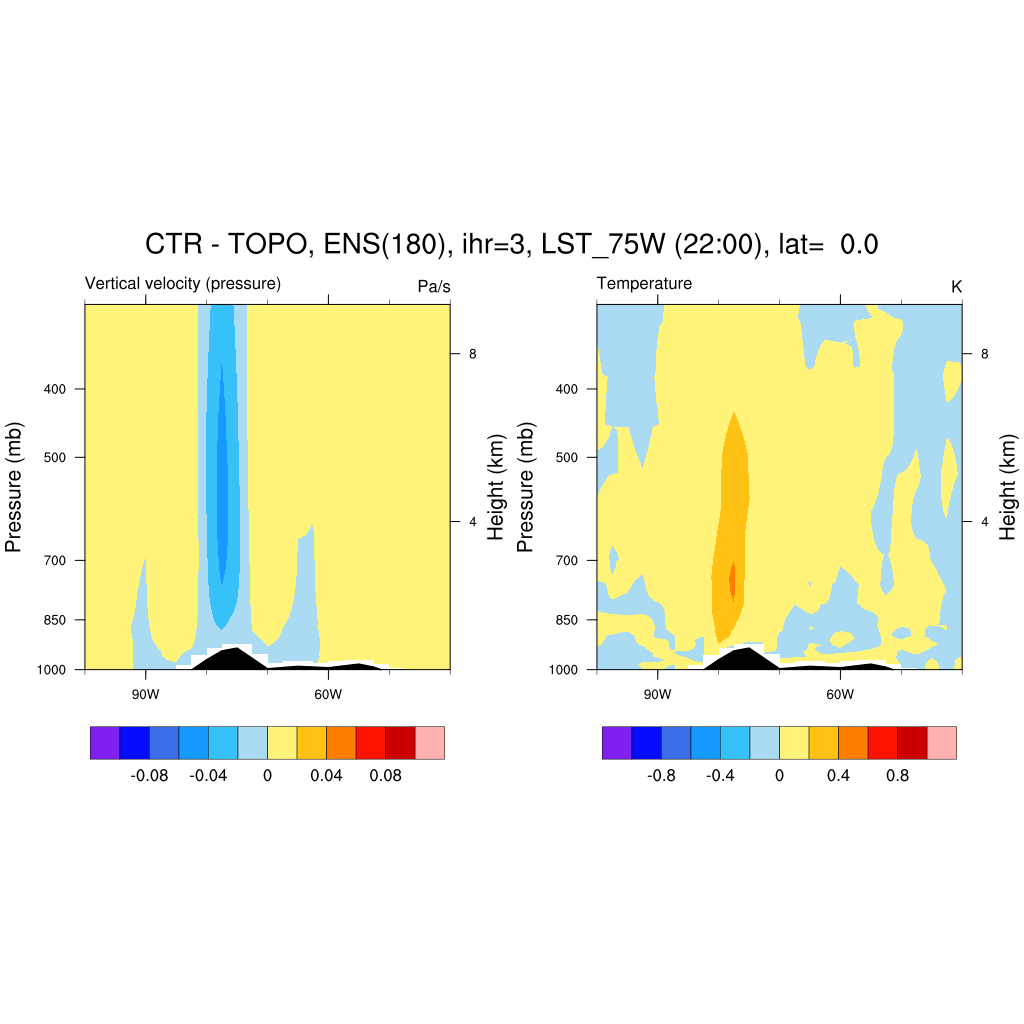 CTR - TOPO, ENS(180), ihr=3, LST_75W (22:00), lat=  0.0
Vertical velocity (pressure) Pa/s
Temperature K
Pressure (mb)
400
500
700
850
1000
8
4
Height (km)
90W 60W
Pressure (mb)
400
500
700
850
1000
8
4
Height (km)
90W 60W
-0.08 -0.04 0 0.04 0.08
-0.8 -0.4 0 0.4 0.8